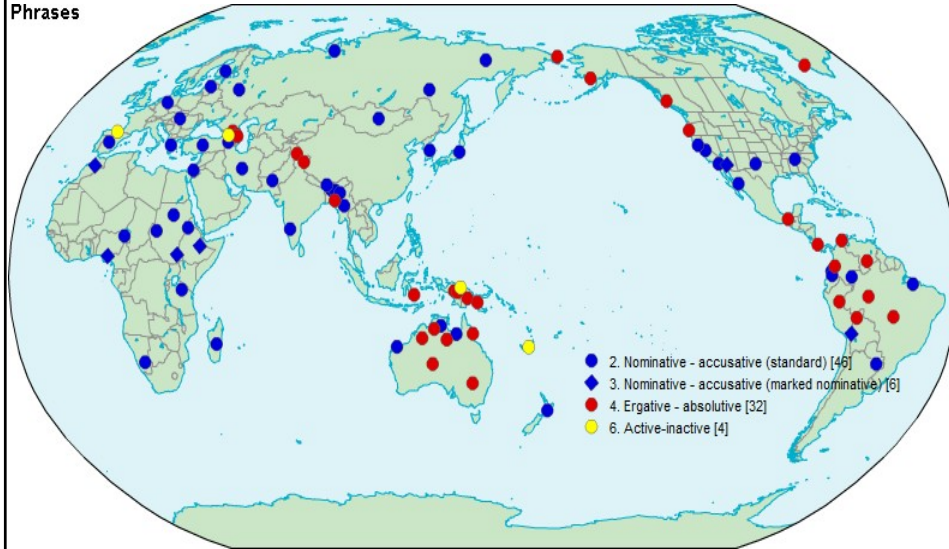 Phrases
2. Nominative - accusative (standard) [46]
3. Nominative - accusative (marked nominative) [6]
4. Ergative - absolutive [32]
6. Active-inactive [4]